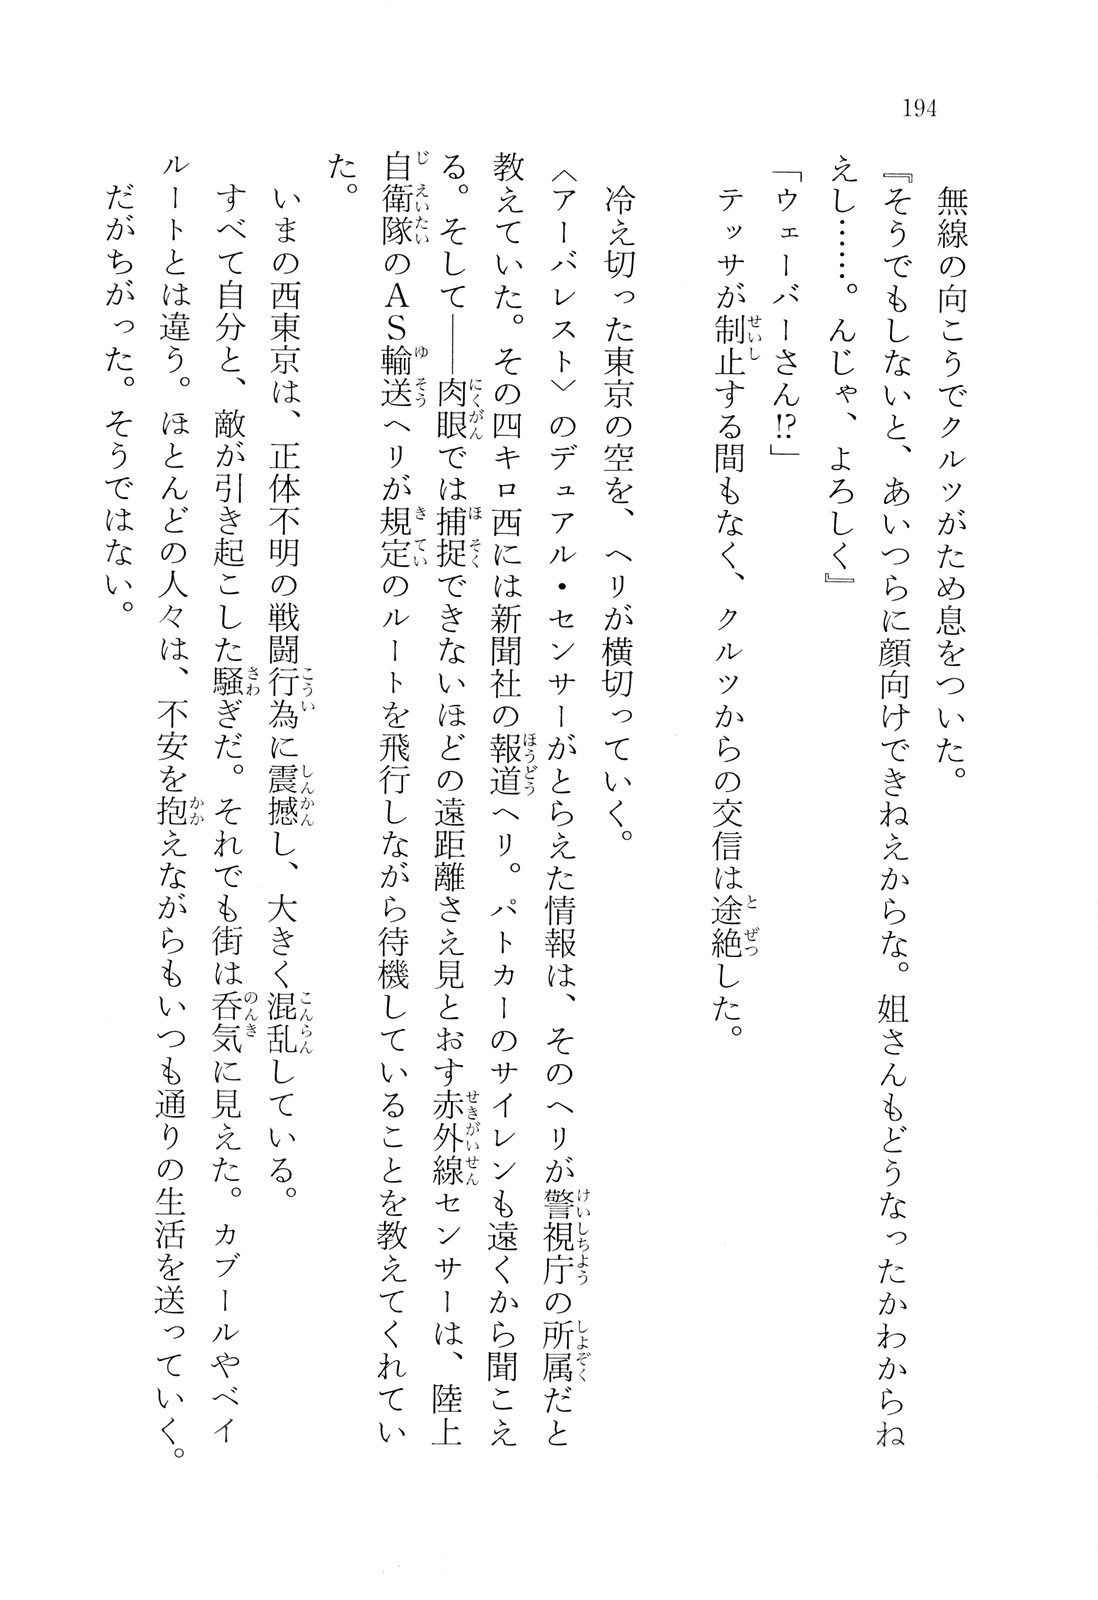 194
無線の向こうでクルツがため息をついた。
『そうでもしないと、あいつらに顔向けできねえからな。姐さんもどうなったかわからね
えし……。んじゃ、よろしく』
「ウェーバーさん!?」
テッサが制止する間もなく、クルツからの交信は途絶した。
冷え切った東京の空を、ヘリが横切っていく。
〈アーバレスト〉のデュアル・センサーがとらえた情報は、そのヘリが警視庁の所属だと
教えていた。その四キロ西には新聞社の報道ヘリ。パトカーのサイレンも遠くから聞こえ
る。そして――肉眼では捕捉できないほどの遠距離さえ見とおす赤外線センサーは、陸上
自衛隊のＡＳ輸送ヘリが規定のルートを飛行しながら待機していることを教えてくれてい
た。
いまの西東京は、正体不明の戦闘行為に震撼し、大きく混乱している。
すべて自分と、敵が引き起こした騒ぎだ。それでも街は呑気に見えた。カブールやベイ
ルートとは違う。ほとんどの人々は、不安を抱えながらもいつも通りの生活を送っていく。
だがちがった。そうではない。